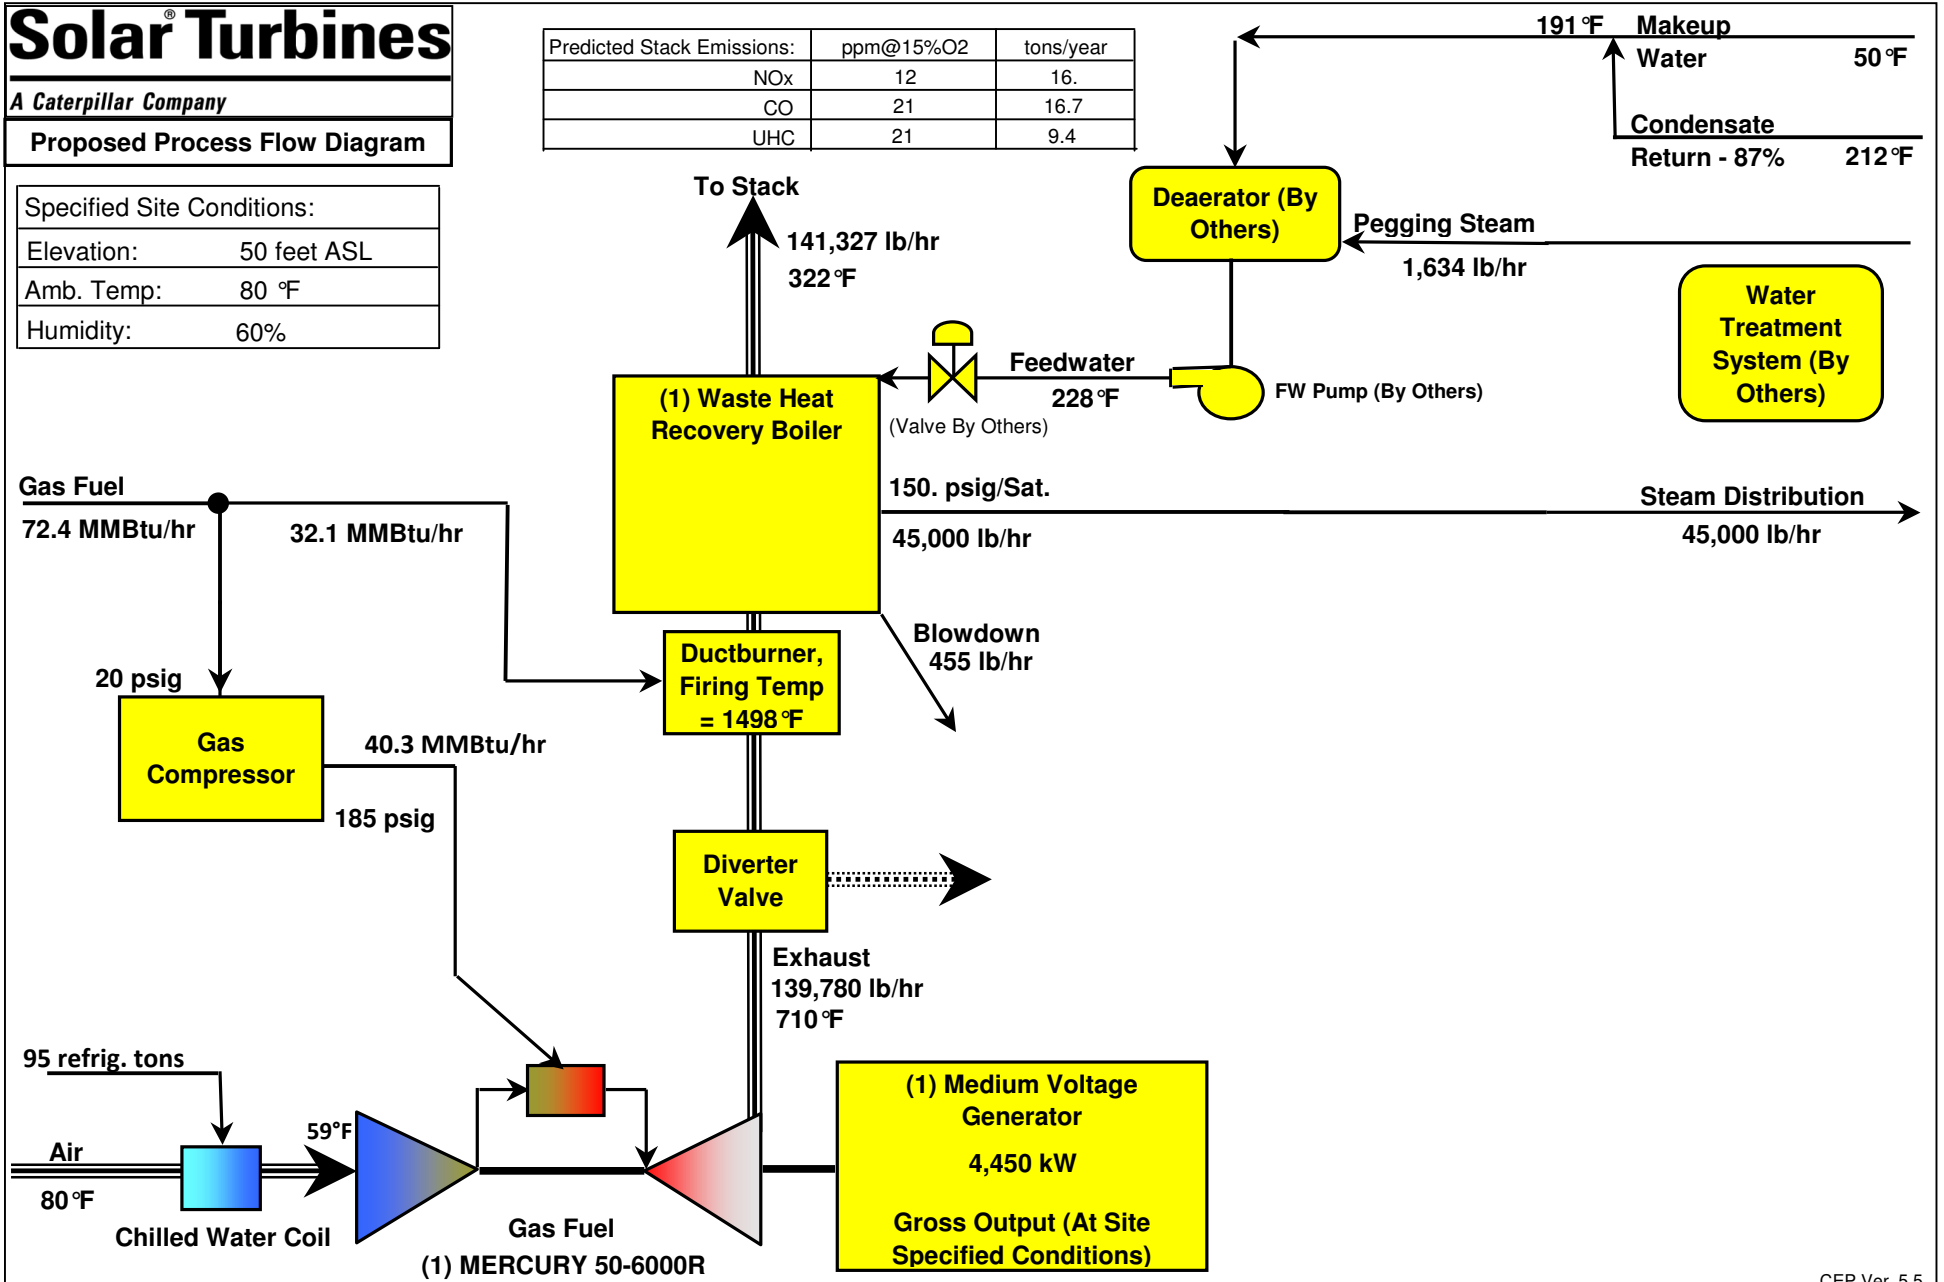 Solar® Turbines
A Caterpillar Company
Proposed Process Flow Diagram
Specified Site Conditions:
Elevation: 50 feet ASL
Amb. Temp: 80 °F
Humidity: 60%
Predicted Stack Emissions: ppm@15%O2 tons/year
NOx 12 16.
CO 21 16.7
UHC 21 9.4
191°F Makeup
Water 50°F
Condensate
Return - 87% 212°F
To Stack
141,327 lb/hr
322°F
Deaerator (By
Others)
Pegging Steam
1,634 lb/hr
Water
Treatment
System (By
Others)
Feedwater
228°F
(Valve By Others)
FW Pump (By Others)
(1) Waste Heat
Recovery Boiler
150. psig/Sat.
45,000 lb/hr
Steam Distribution
45,000 lb/hr
Gas Fuel
72.4 MMBtu/hr
32.1 MMBtu/hr
Blowdown
455 lb/hr
Ductburner,
Firing Temp
= 1498°F
20 psig
Gas
Compressor
40.3 MMBtu/hr
185 psig
Diverter
Valve
Exhaust
139,780 lb/hr
710°F
95 refrig. tons
59°F
Air
80°F
Chilled Water Coil
Gas Fuel
(1) MERCURY 50-6000R
(1) Medium Voltage
Generator
4,450 kW
Gross Output (At Site
Specified Conditions)
CEP Ver. 5.5